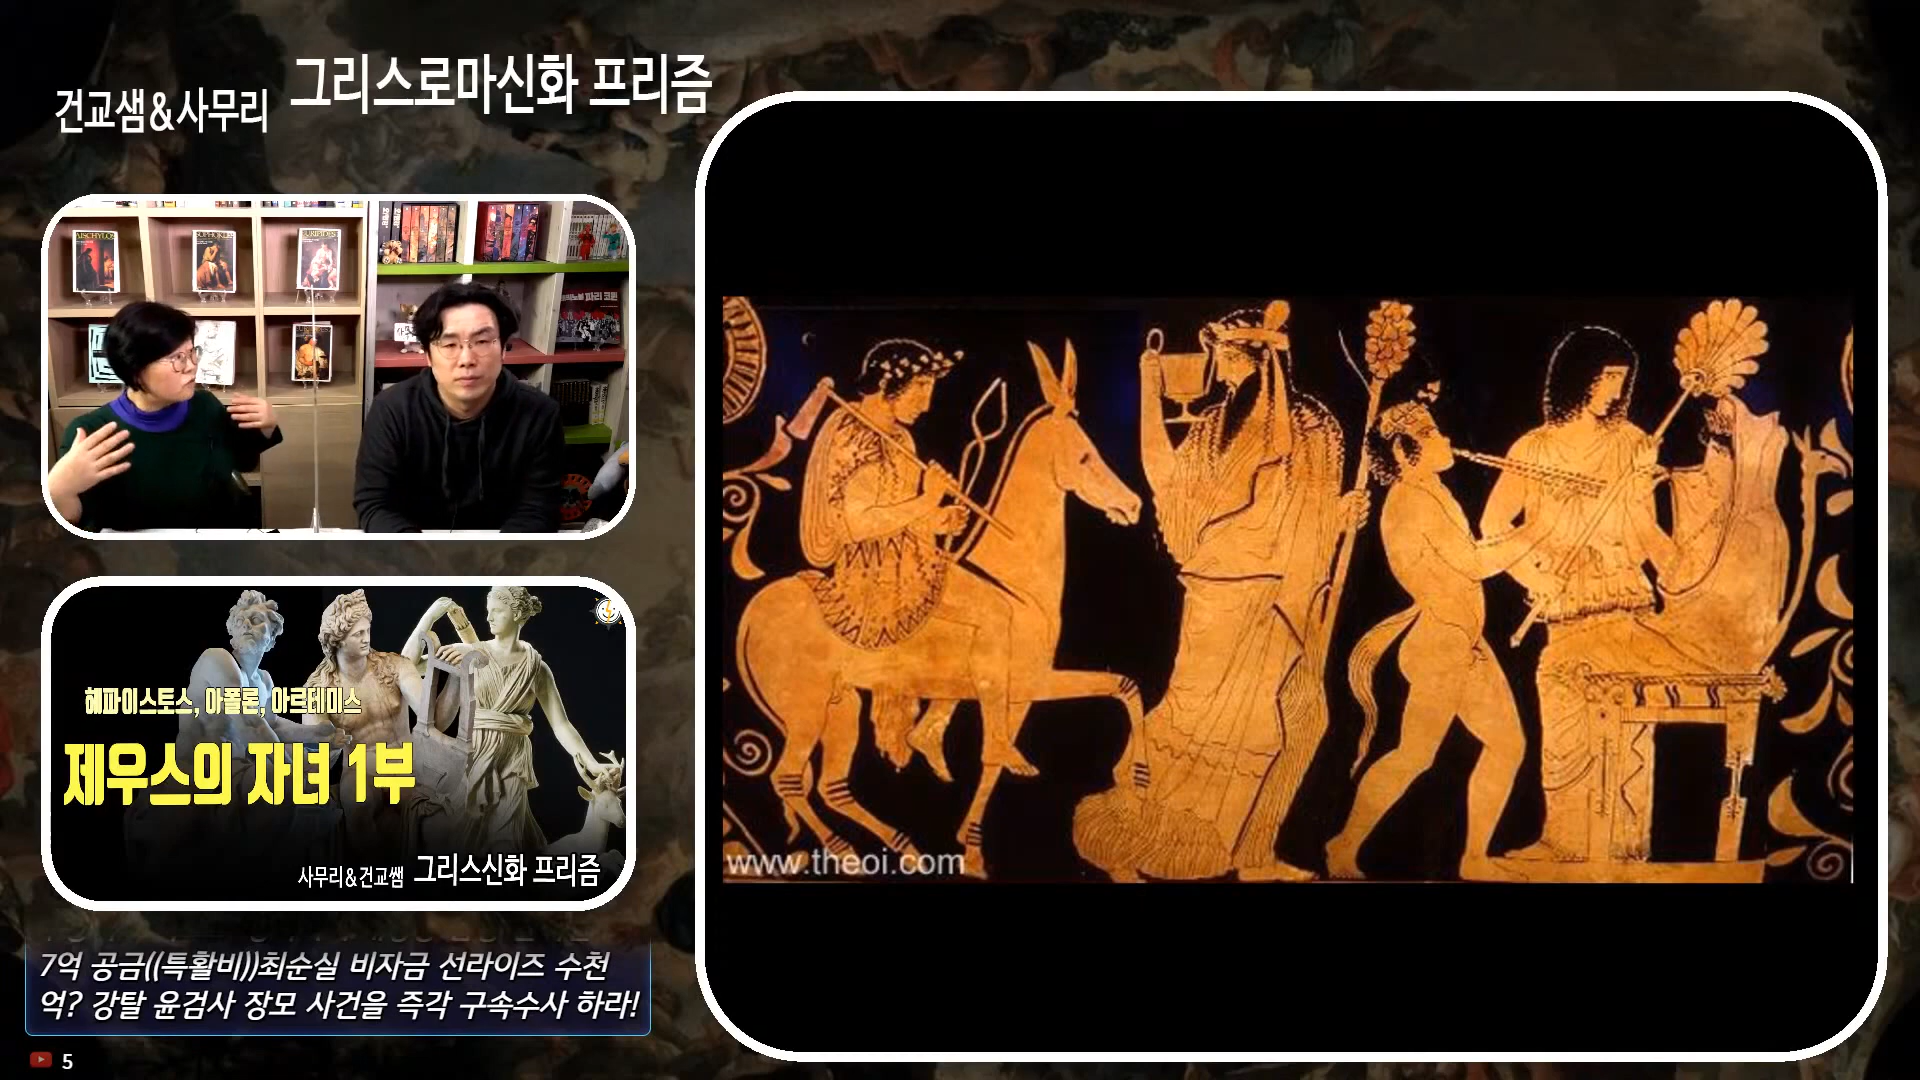 건교쌤&사무리 그리스로마신화 프리즘
AISCHYLOS
SOPHOKLES
EURIPIDES
헤파이스토스, 아폴론, 아르테미스
제우스의 자녀 1부
사무리&건교쌤 그리스신화 프리즘
7억 공금((특활비))최순실 비자금 선라이즈 수천
억? 강탈 윤검사 장모 사건을 즉각 구속수사 하라!
5
www.theoi.com